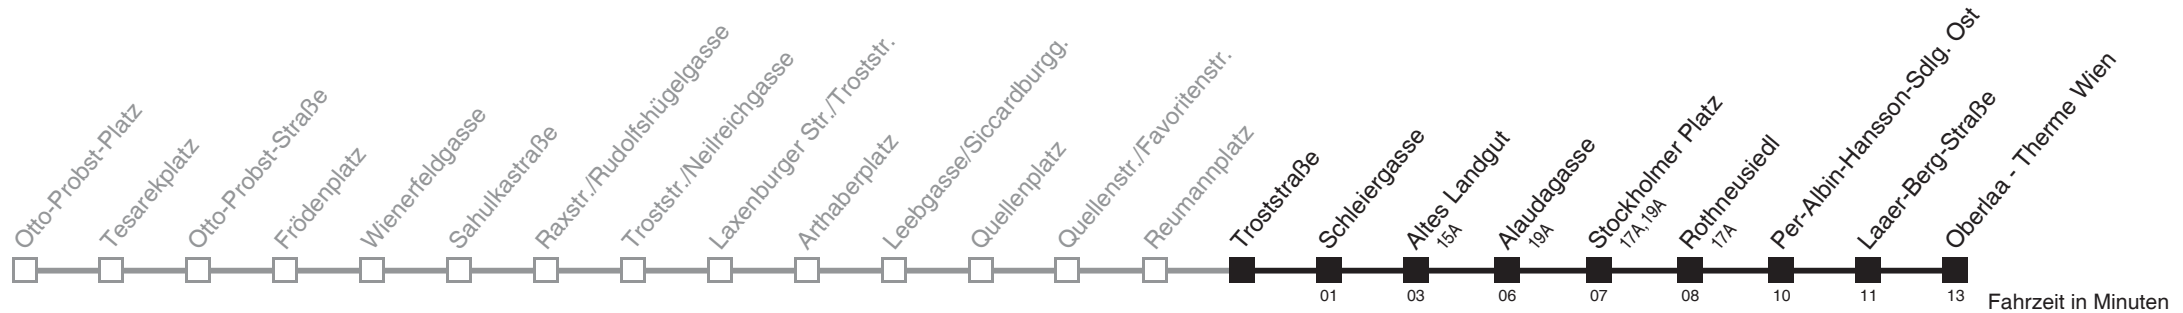 Otto-Probst-Platz
Tesarekplatz
Otto-Probst-Straße
Frödenplatz
Wienerfeldgasse
Sahulkastraße
Raxstr./Rudolfshügelgasse
Troststr./Neilreichgasse
Laxenburger Str./Troststr.
Arthaberplatz
Leebgasse/Siccardburgg.
Quellenplatz
Quellenstr./Favoritenstr.
Reumannplatz
Troststraße
Schleiergasse
Altes Landgut
15A
Alaudagasse
19A
Stockholmer Platz
17A, 19A
Rothneusiedl
17A
Per-Albin-Hansson-Sdlg. Ost
Laaer-Berg-Straße
Oberlaa - Therme Wien
01 03 06 07 08 10 11 13
Fahrzeit in Minuten